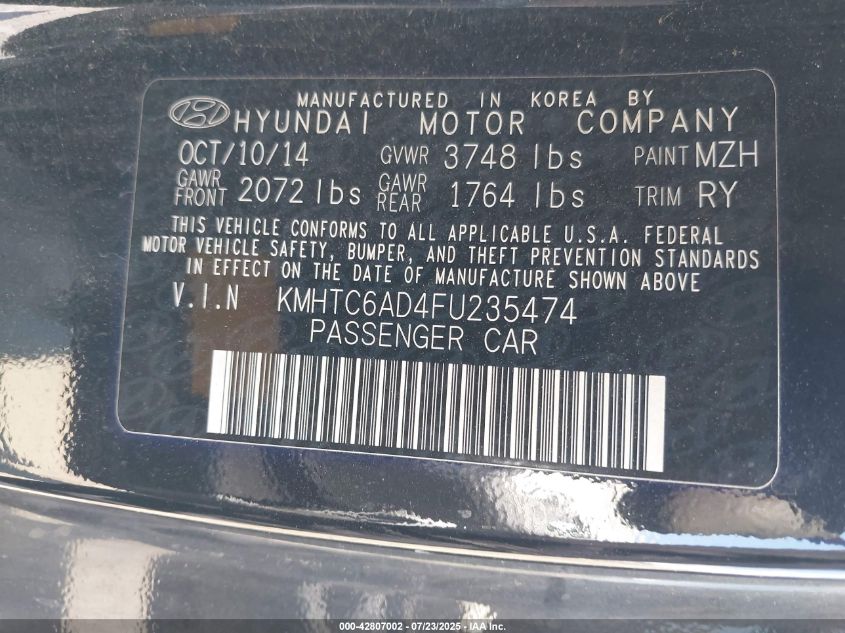 MANUFACTURED IN KOREA BY
HYUNDAI MOTOR COMPANY
OCT/10/14 GVWR 3748 lbs PAINT MZH
GAWR FRONT 2072 lbs GAWR REAR 1764 lbs TRIM RY
THIS VEHICLE CONFORMS TO ALL APPLICABLE U.S.A. FEDERAL
MOTOR VEHICLE SAFETY, BUMPER, AND THEFT PREVENTION STANDARDS
IN EFFECT ON THE DATE OF MANUFACTURE SHOWN ABOVE
V.I.N KMHTC6AD4FU235474
PASSENGER CAR
000-42807002 - 07/23/2025 - IAA Inc.